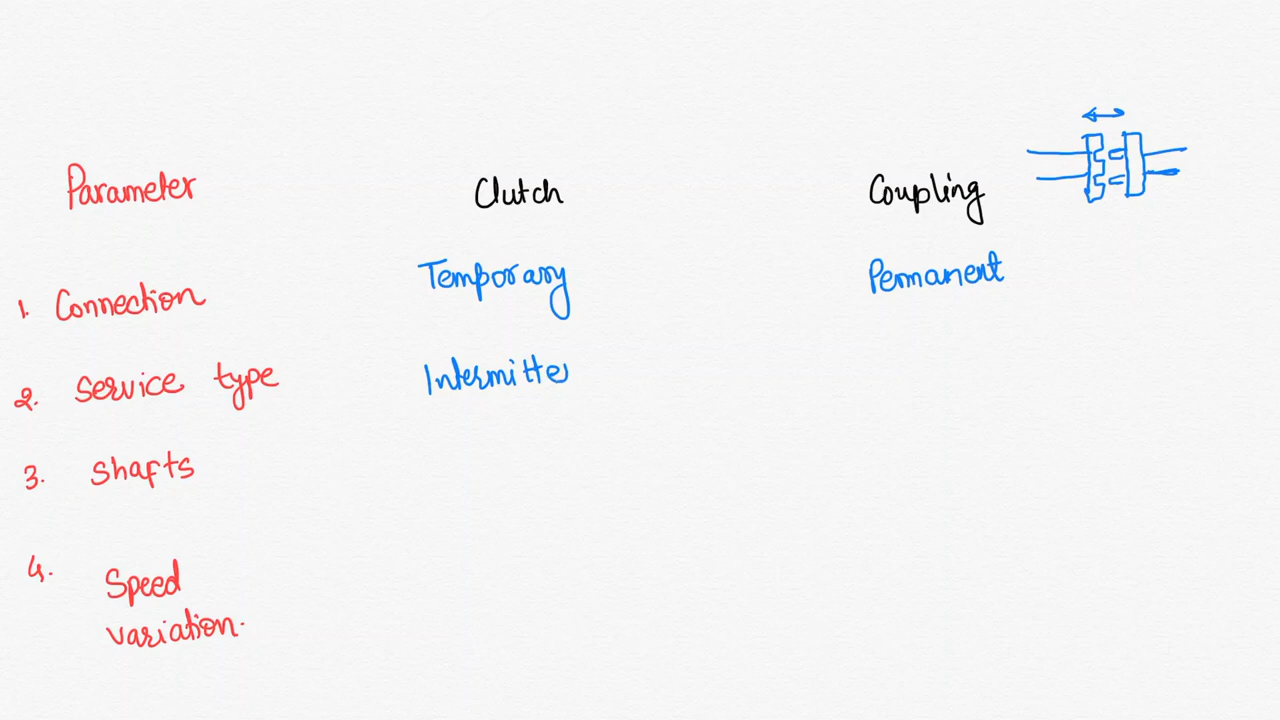 Parameter Clutch Coupling
1. Connection Temporary Permanent
2. Service type Intermitte
3. Shafts
4. Speed
variation.